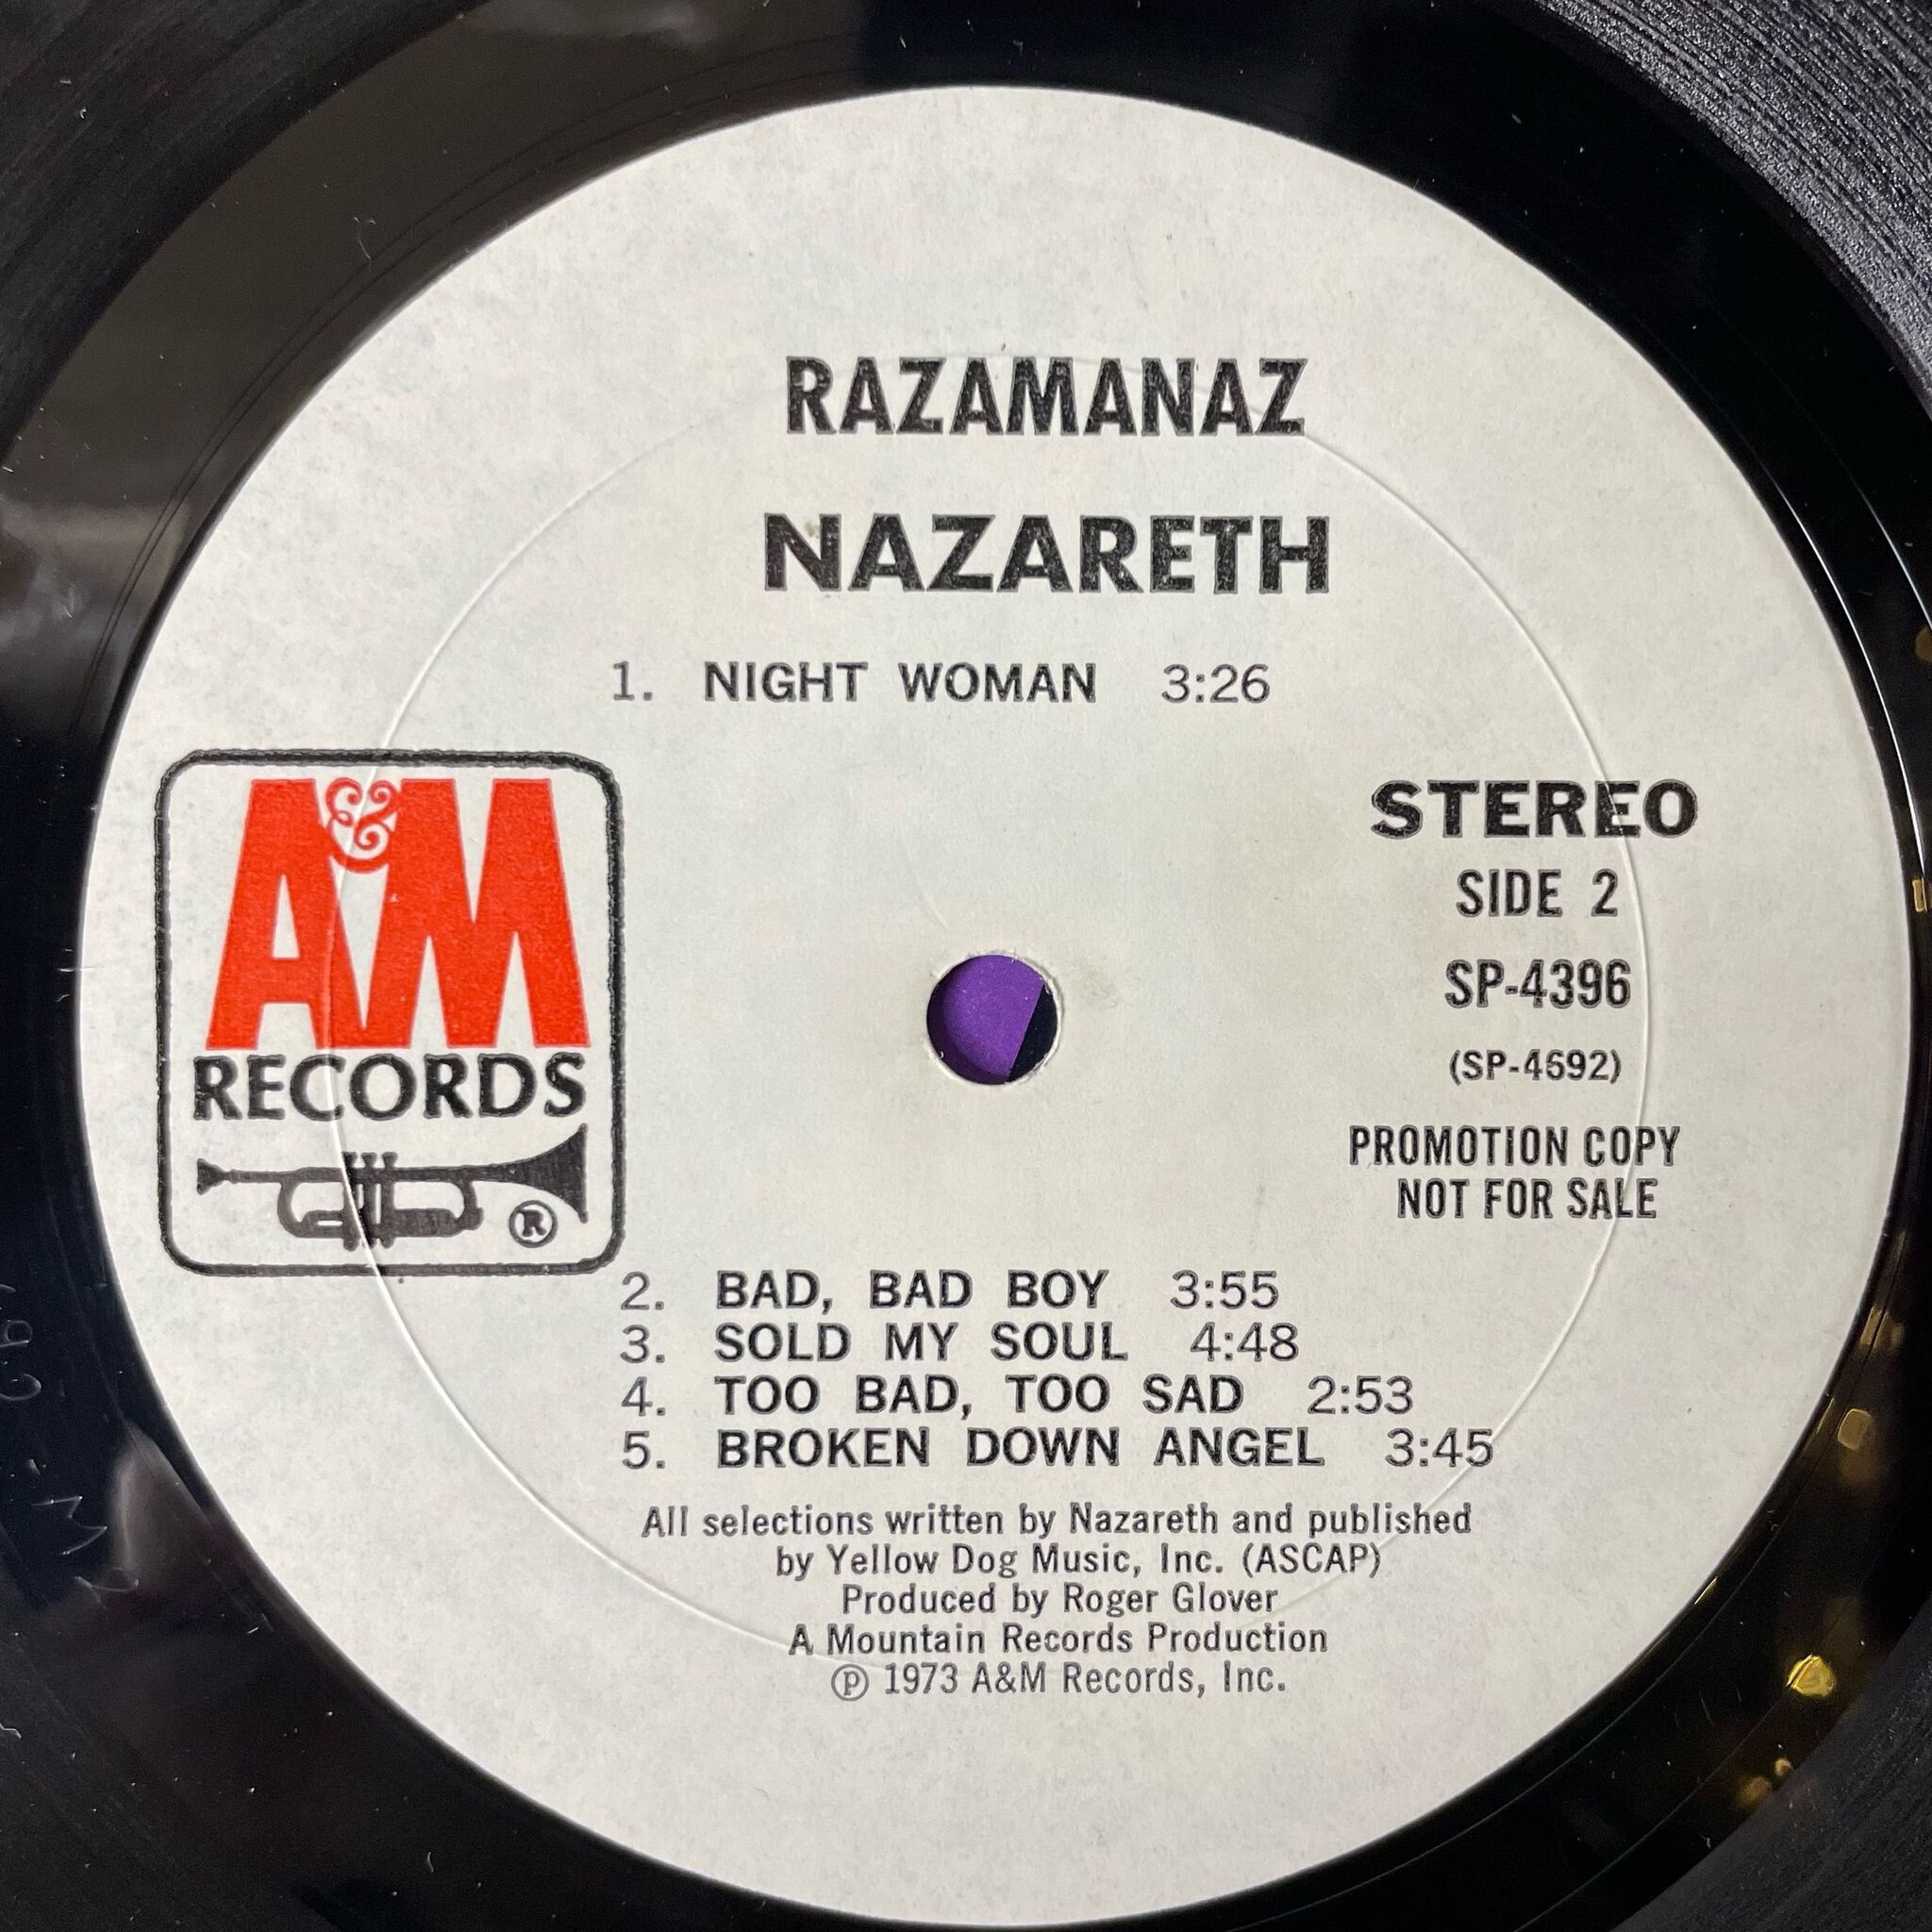 RAZAMANAZ
NAZARETH
1. NIGHT WOMAN 3:26
A&M
RECORDS
®
STEREO
SIDE 2
SP-4396
(SP-4692)
PROMOTION COPY
NOT FOR SALE
2. BAD, BAD BOY 3:55
3. SOLD MY SOUL 4:48
4. TOO BAD, TOO SAD 2:53
5. BROKEN DOWN ANGEL 3:45
All selections written by Nazareth and published
by Yellow Dog Music, Inc. (ASCAP)
Produced by Roger Glover
A Mountain Records Production
℗ 1973 A&M Records, Inc.